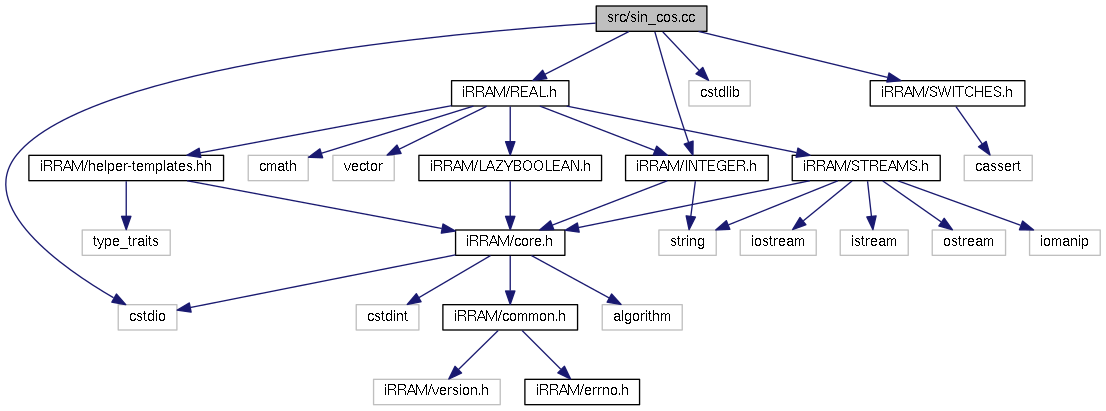 src/sin_cos.cc
iRRAM/REAL.h
cstdlib
iRRAM/SWITCHES.h
iRRAM/helper-templates.hh
cmath
vector
iRRAM/LAZYBOOLEAN.h
iRRAM/INTEGER.h
iRRAM/STREAMS.h
cassert
type_traits
iRRAM/core.h
string
iostream
istream
ostream
iomanip
cstdio
cstdint
iRRAM/common.h
algorithm
iRRAM/version.h
iRRAM/errno.h